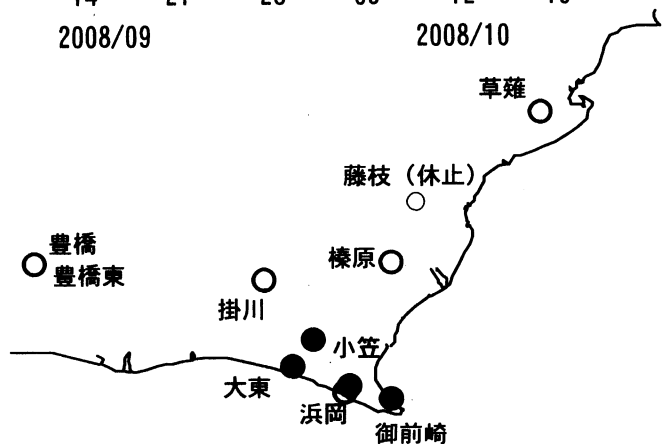 2008/09
2008/10
草薙
藤枝（休止）
豊橋
豊橋東
榛原
掛川
小笠
大東
浜岡
御前崎